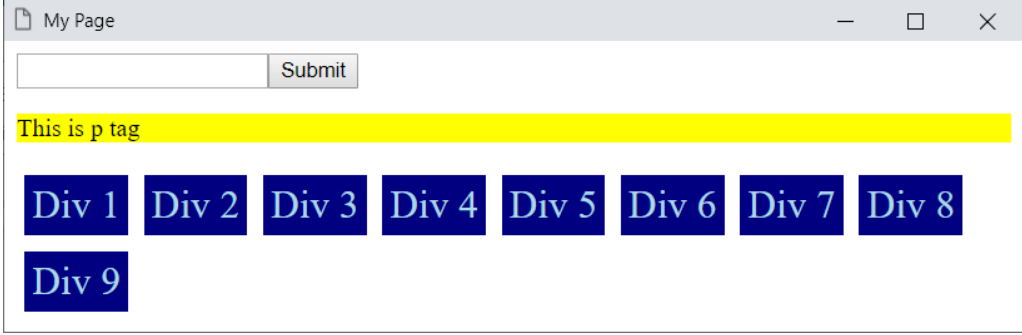 My Page
Submit
This is p tag
Div 1 Div 2 Div 3 Div 4 Div 5 Div 6 Div 7 Div 8
Div 9